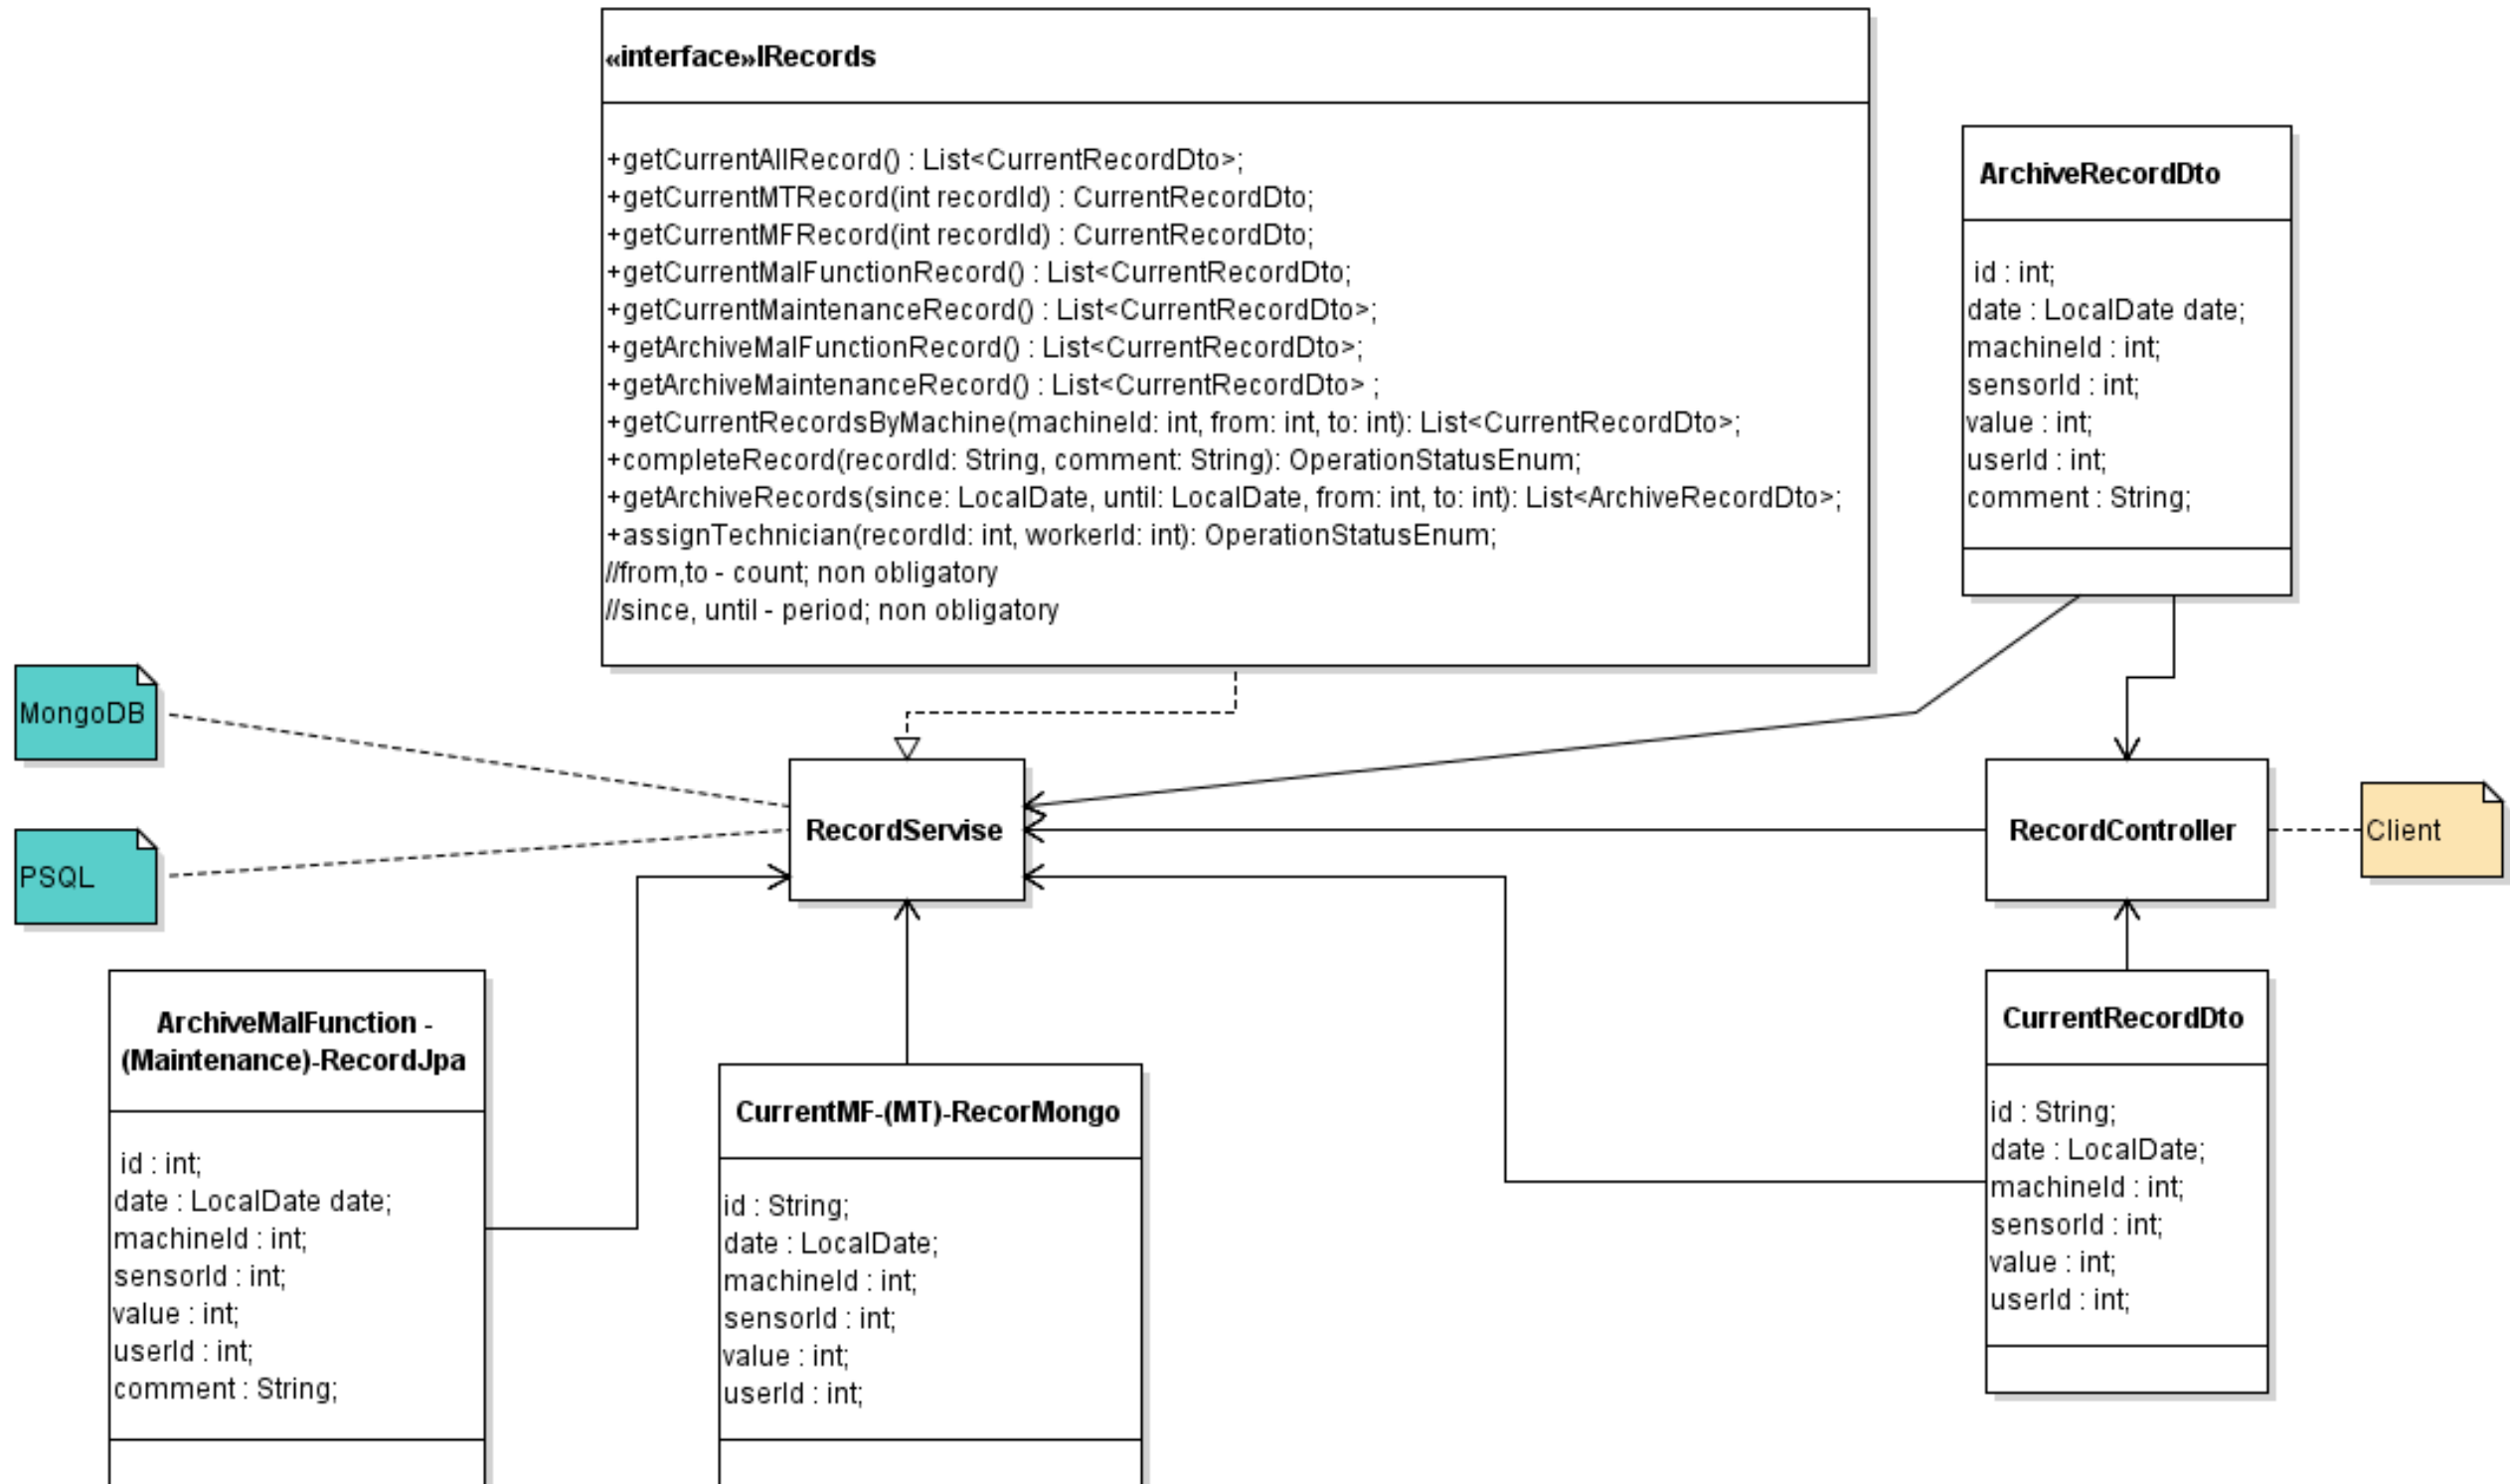 «interface»IRecords
+getCurrentAllRecord() : List<CurrentRecordDto>;
+getCurrentMTRecord(int recordId) : CurrentRecordDto;
+getCurrentMFRecord(int recordId) : CurrentRecordDto;
+getCurrentMalFunctionRecord() : List<CurrentRecordDto;
+getCurrentMaintenanceRecord() : List<CurrentRecordDto>;
+getArchiveMalFunctionRecord() : List<CurrentRecordDto>;
+getArchiveMaintenanceRecord() : List<CurrentRecordDto> ;
+getCurrentRecordsByMachine(machineId: int, from: int, to: int): List<CurrentRecordDto>;
+completeRecord(recordId: String, comment: String): OperationStatusEnum;
+getArchiveRecords(since: LocalDate, until: LocalDate, from: int, to: int): List<ArchiveRecordDto>;
+assignTechnician(recordId: int, workerId: int): OperationStatusEnum;
//from,to - count; non obligatory
//since, until - period; non obligatory
ArchiveRecordDto
id : int;
date : LocalDate date;
machineId : int;
sensorId : int;
value : int;
userId : int;
comment : String;
MongoDB
PSQL
RecordServise
RecordController
Client
ArchiveMalFunction -
(Maintenance)-RecordJpa
id : int;
date : LocalDate date;
machineId : int;
sensorId : int;
value : int;
userId : int;
comment : String;
CurrentMF-(MT)-RecorMongo
id : String;
date : LocalDate;
machineId : int;
sensorId : int;
value : int;
userId : int;
CurrentRecordDto
id : String;
date : LocalDate;
machineId : int;
sensorId : int;
value : int;
userId : int;